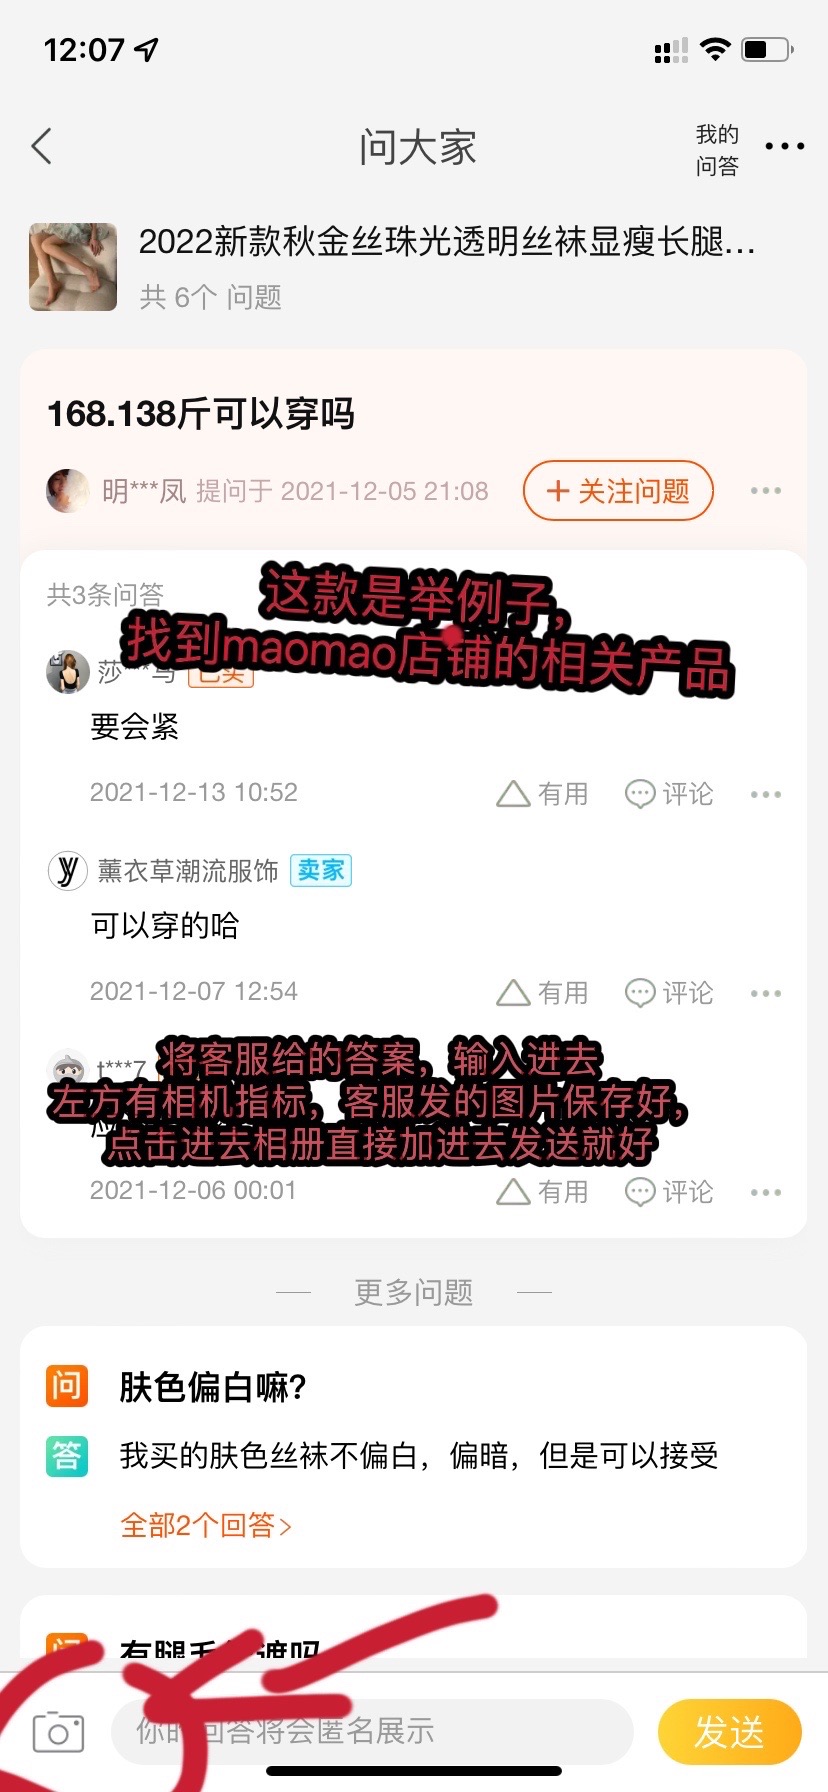 12:07
问大家
我的
问答
2022新款秋金丝珠光透明丝袜显瘦长腿...
共 6个 问题
168.138斤可以穿吗
明***凤 提问于 2021-12-05 21:08
+ 关注问题
共3条问答
这款是举例子，
找到maomao店铺的相关产品
莎***马 已买
要会紧
2021-12-13 10:52
有用
评论
薰衣草潮流服饰 卖家
可以穿的哈
2021-12-07 12:54
有用
评论
t***7
将客服给的答案，输入进去
左方有相机指标，客服发的图片保存好，
点击进去相册直接加进去发送就好
2021-12-06 00:01
有用
评论
更多问题
问 肤色偏白嘛?
答 我买的肤色丝袜不偏白，偏暗，但是可以接受
全部2个回答>
问 有腿毛 遮吗
你的回答将会匿名展示
发送